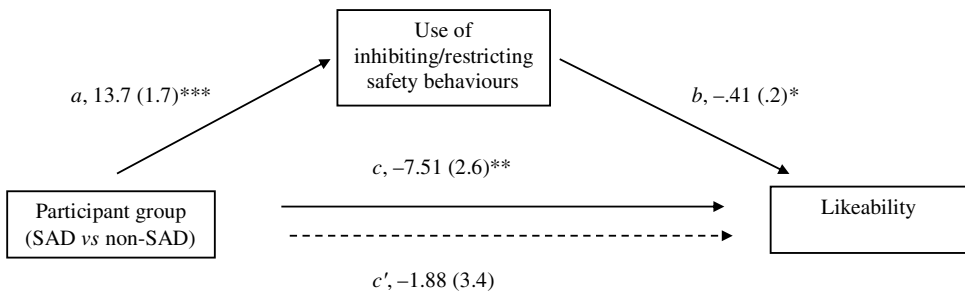 Use of
inhibiting/restricting
safety behaviours
a, 13.7 (1.7)***
b, –.41 (.2)*
c, –7.51 (2.6)**
Participant group
(SAD vs non-SAD)
Likeability
c′, –1.88 (3.4)